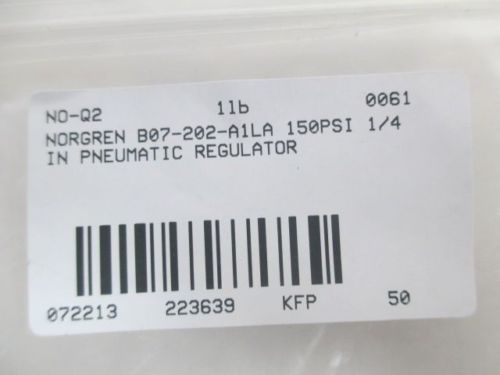 NO-Q2 1lb 0061
NORGREN B07-202-A1LA 150PSI 1/4
IN PNEUMATIC REGULATOR
072213 223639 KFP 50